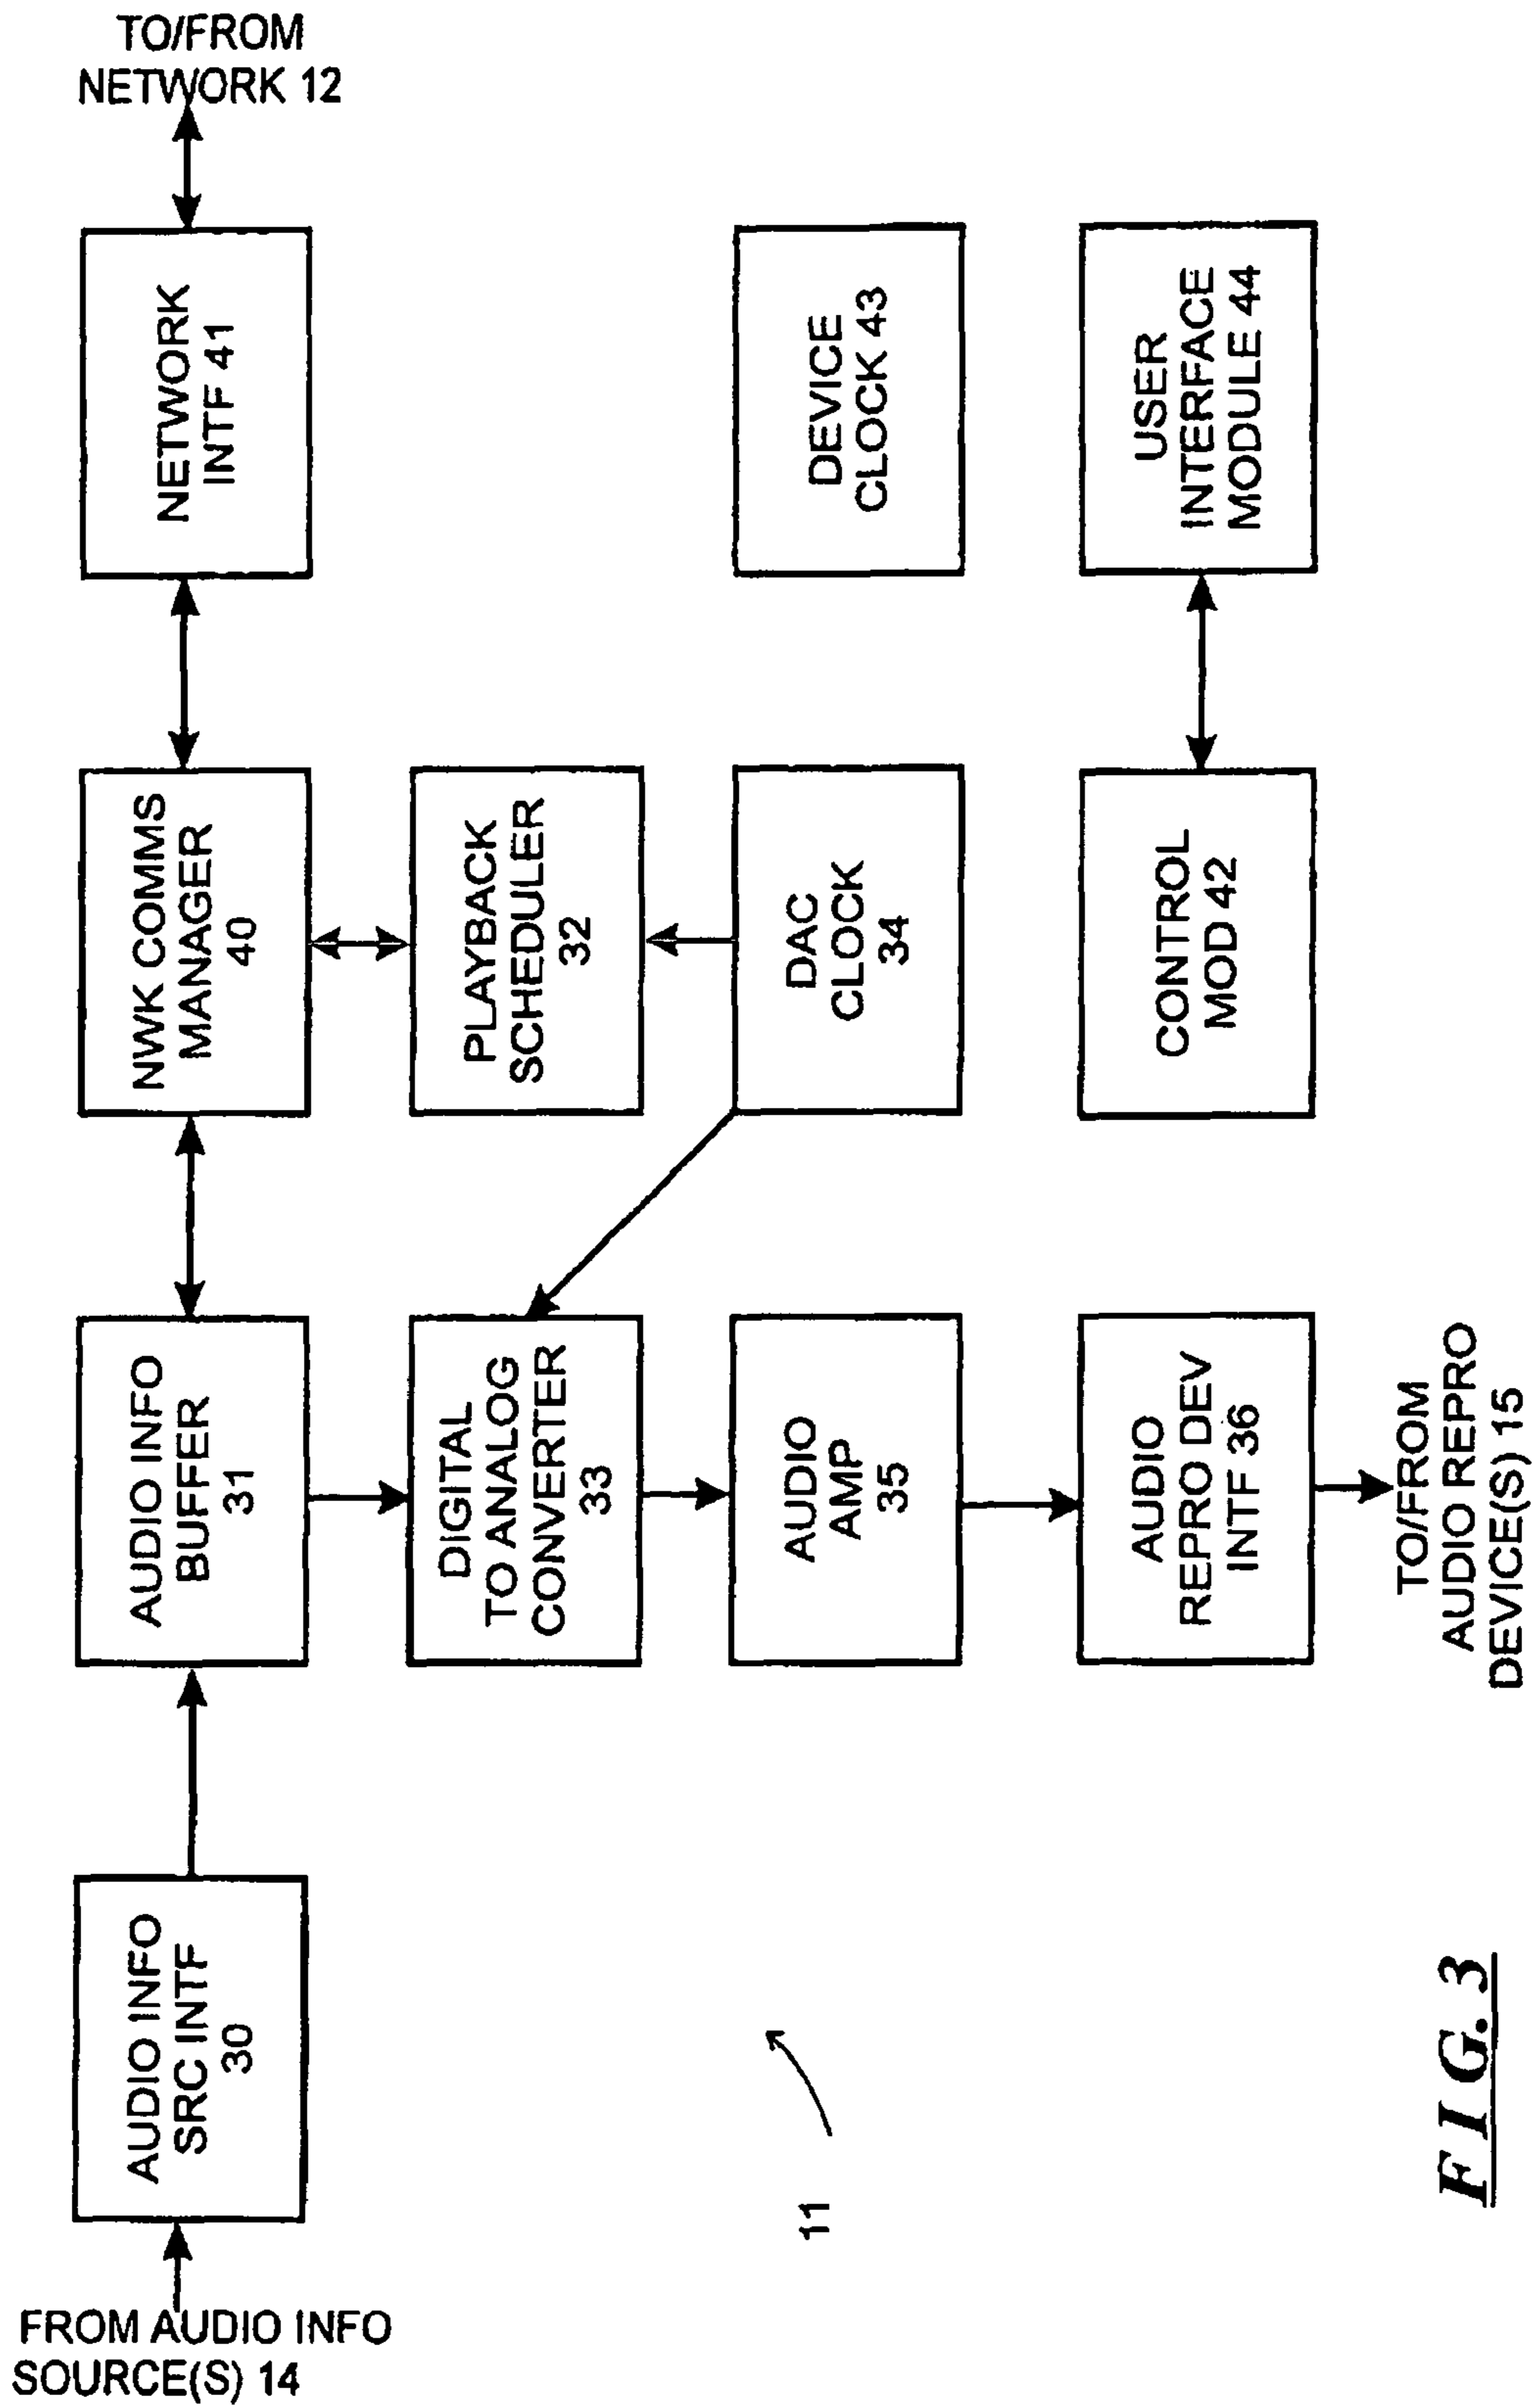 FROM AUDIO INFO
SOURCE(S) 14
AUDIO INFO
SRC INTF
30
AUDIO INFO
BUFFER
31
NWK COMMS
MANAGER
40
NETWORK
INTF 41
TO/FROM
NETWORK 12
DIGITAL
TO ANALOG
CONVERTER
33
PLAYBACK
SCHEDULER
32
AUDIO
AMP
35
DAC
CLOCK
34
DEVICE
CLOCK 43
11
AUDIO
REPRO DEV
INTF 36
CONTROL
MOD 42
USER
INTERFACE
MODULE 44
TO/FROM
AUDIO REPRO
DEVICE(S) 15
FIG. 3